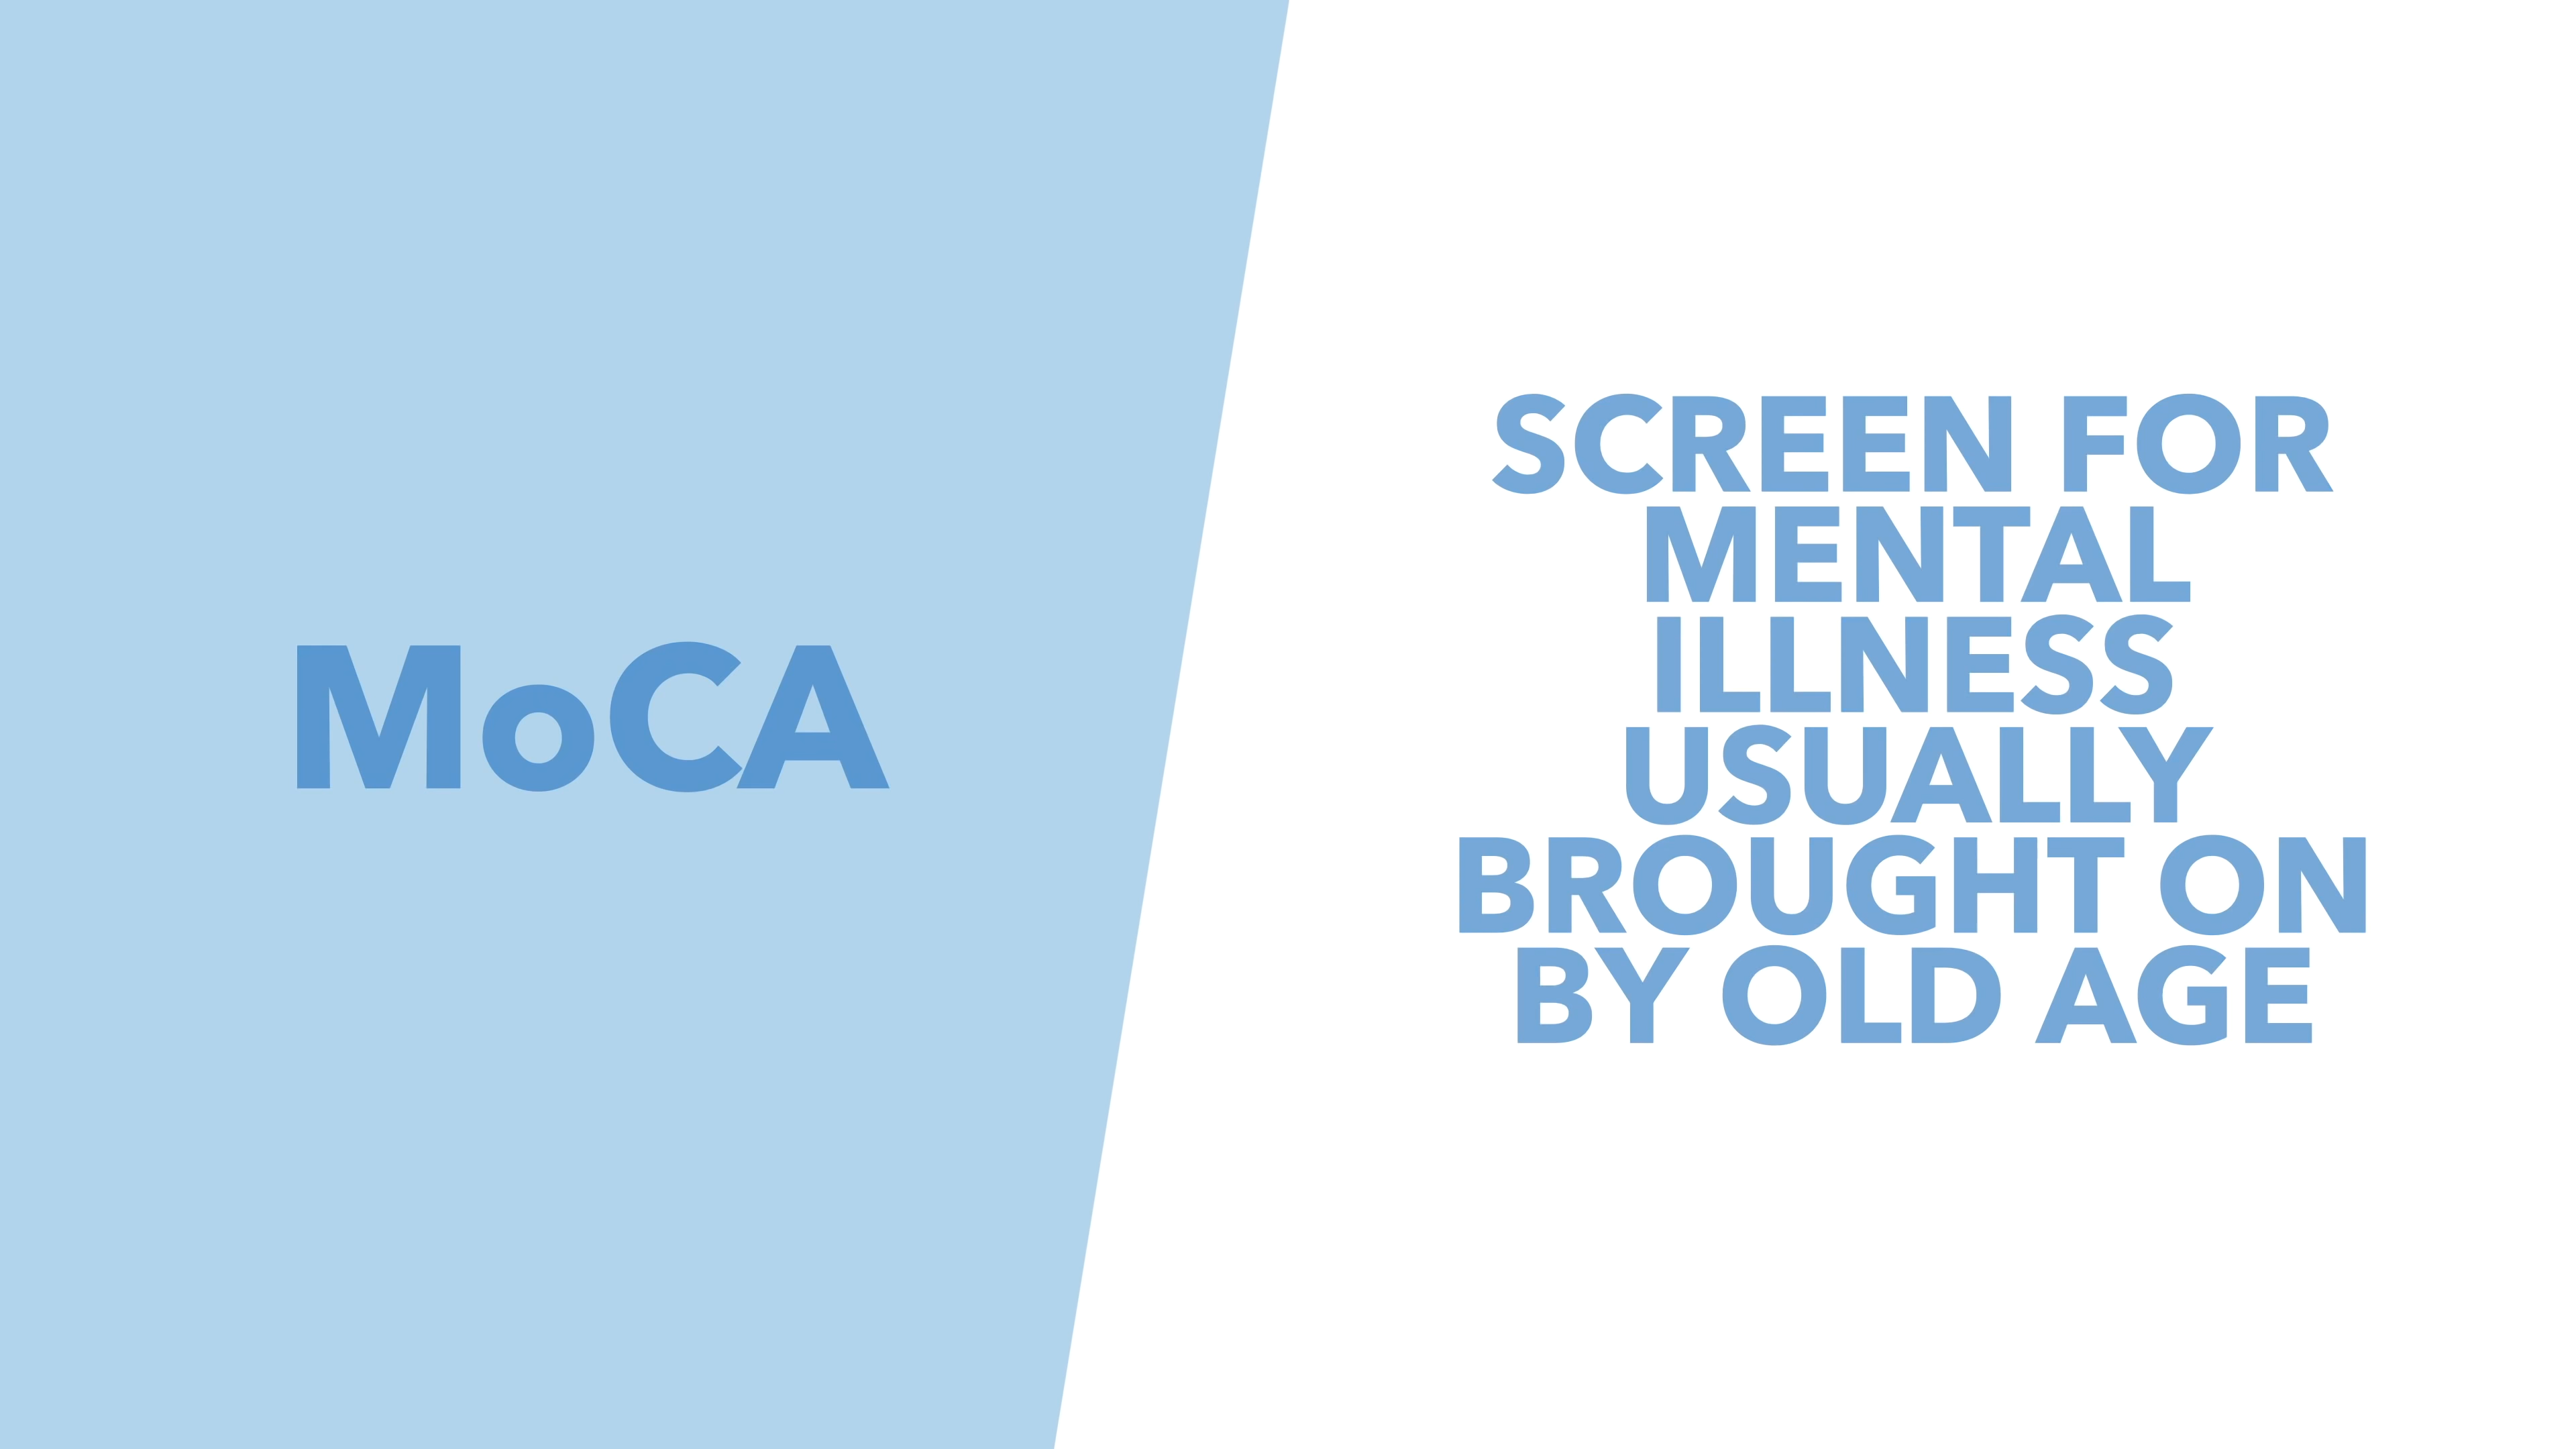 MoCA
SCREEN FOR
MENTAL
ILLNESS
USUALLY
BROUGHT ON
BY OLD AGE